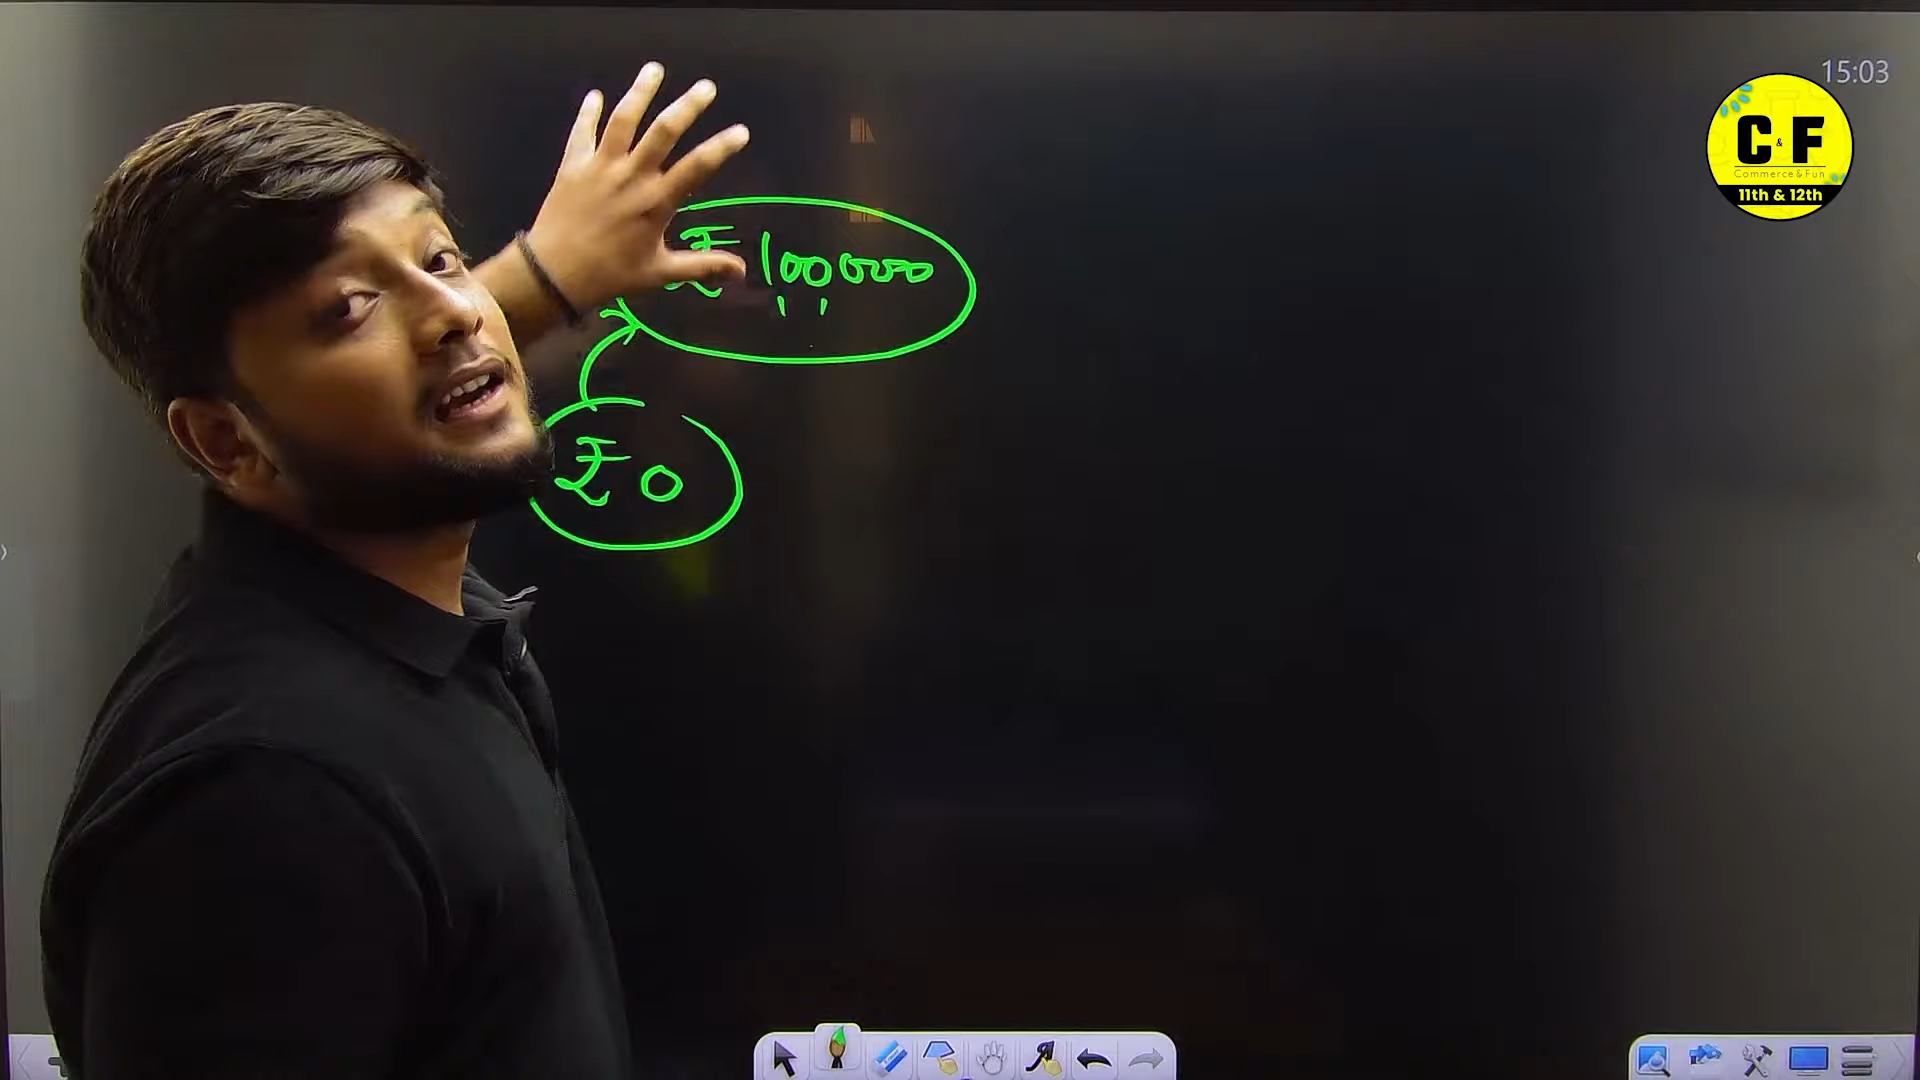 15:03
C & F
Commerce & Fun
11th & 12th
₹ 100000
₹ 0